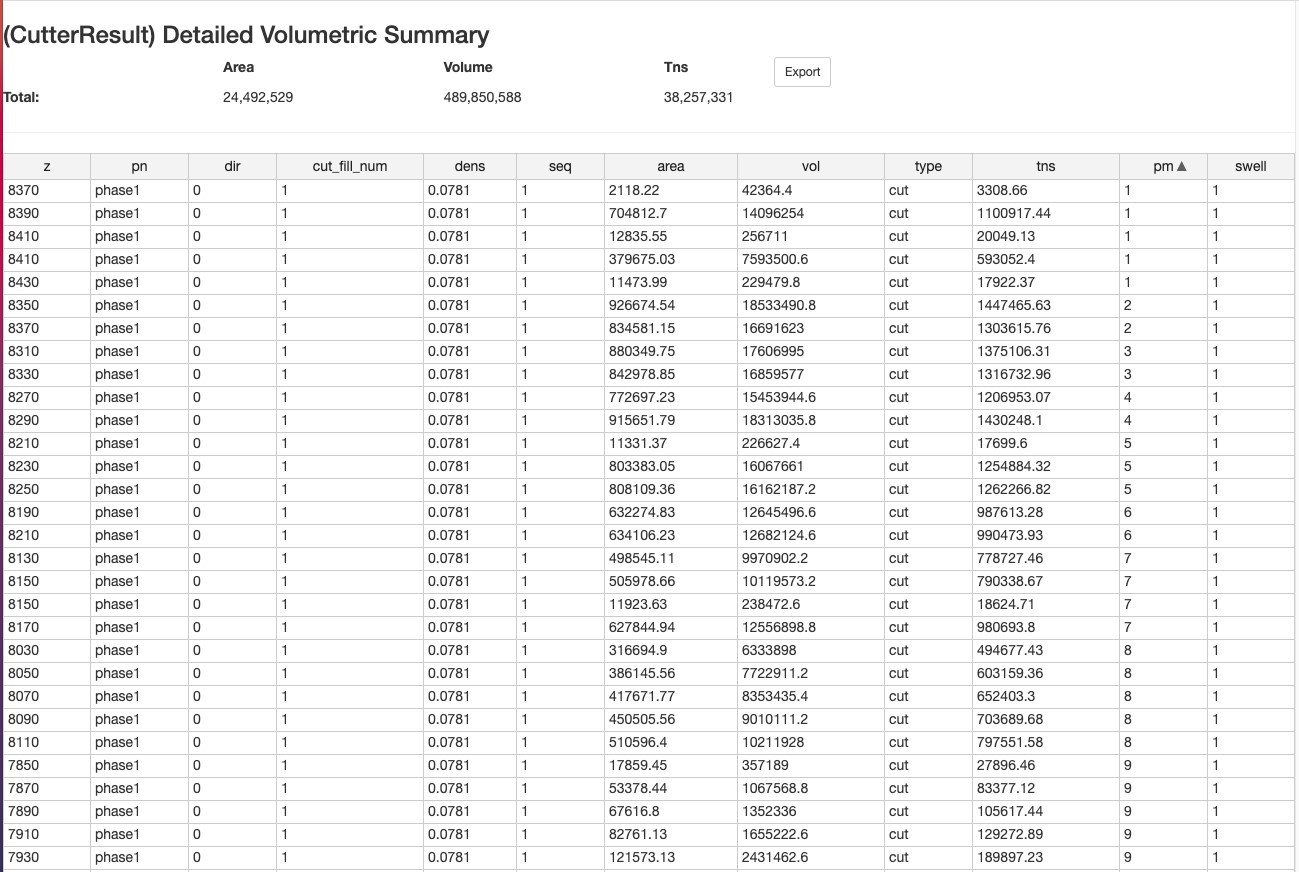 (CutterResult) Detailed Volumetric Summary
Area Volume Tns Export
Total: 24,492,529 489,850,588 38,257,331
z pn dir cut_fill_num dens seq area vol type tns pm▲ swell
8370 phase1 0 1 0.0781 1 2118.22 42364.4 cut 3308.66 1 1
8390 phase1 0 1 0.0781 1 704812.7 14096254 cut 1100917.44 1 1
8410 phase1 0 1 0.0781 1 12835.55 256711 cut 20049.13 1 1
8410 phase1 0 1 0.0781 1 379675.03 7593500.6 cut 593052.4 1 1
8430 phase1 0 1 0.0781 1 11473.99 229479.8 cut 17922.37 1 1
8350 phase1 0 1 0.0781 1 926674.54 18533490.8 cut 1447465.63 2 1
8370 phase1 0 1 0.0781 1 834581.15 16691623 cut 1303615.76 2 1
8310 phase1 0 1 0.0781 1 880349.75 17606995 cut 1375106.31 3 1
8330 phase1 0 1 0.0781 1 842978.85 16859577 cut 1316732.96 3 1
8270 phase1 0 1 0.0781 1 772697.23 15453944.6 cut 1206953.07 4 1
8290 phase1 0 1 0.0781 1 915651.79 18313035.8 cut 1430248.1 4 1
8210 phase1 0 1 0.0781 1 11331.37 226627.4 cut 17699.6 5 1
8230 phase1 0 1 0.0781 1 803383.05 16067661 cut 1254884.32 5 1
8250 phase1 0 1 0.0781 1 808109.36 16162187.2 cut 1262266.82 5 1
8190 phase1 0 1 0.0781 1 632274.83 12645496.6 cut 987613.28 6 1
8210 phase1 0 1 0.0781 1 634106.23 12682124.6 cut 990473.93 6 1
8130 phase1 0 1 0.0781 1 498545.11 9970902.2 cut 778727.46 7 1
8150 phase1 0 1 0.0781 1 505978.66 10119573.2 cut 790338.67 7 1
8150 phase1 0 1 0.0781 1 11923.63 238472.6 cut 18624.71 7 1
8170 phase1 0 1 0.0781 1 627844.94 12556898.8 cut 980693.8 7 1
8030 phase1 0 1 0.0781 1 316694.9 6333898 cut 494677.43 8 1
8050 phase1 0 1 0.0781 1 386145.56 7722911.2 cut 603159.36 8 1
8070 phase1 0 1 0.0781 1 417671.77 8353435.4 cut 652403.3 8 1
8090 phase1 0 1 0.0781 1 450505.56 9010111.2 cut 703689.68 8 1
8110 phase1 0 1 0.0781 1 510596.4 10211928 cut 797551.58 8 1
7850 phase1 0 1 0.0781 1 17859.45 357189 cut 27896.46 9 1
7870 phase1 0 1 0.0781 1 53378.44 1067568.8 cut 83377.12 9 1
7890 phase1 0 1 0.0781 1 67616.8 1352336 cut 105617.44 9 1
7910 phase1 0 1 0.0781 1 82761.13 1655222.6 cut 129272.89 9 1
7930 phase1 0 1 0.0781 1 121573.13 2431462.6 cut 189897.23 9 1